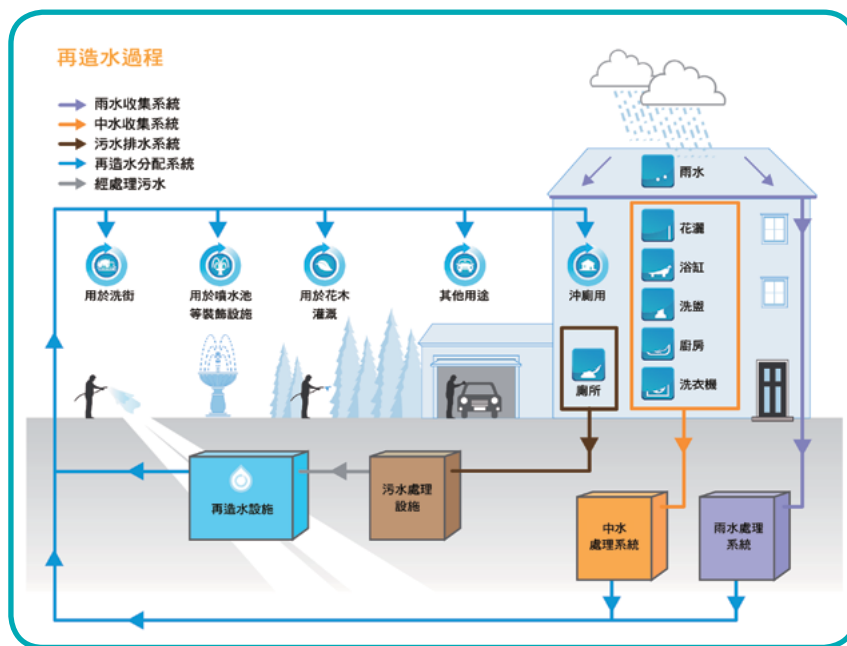 再造水過程
雨水收集系統
中水收集系統
污水排水系統
再造水分配系統
經處理污水
雨水
花灑
浴缸
洗盥
廚房
洗衣機
用於洗街
用於噴水池
等裝飾設施
用於花木
灌溉
其他用途
沖廁用
廁所
再造水設施
污水處理
設施
中水
處理系統
雨水處理
系統